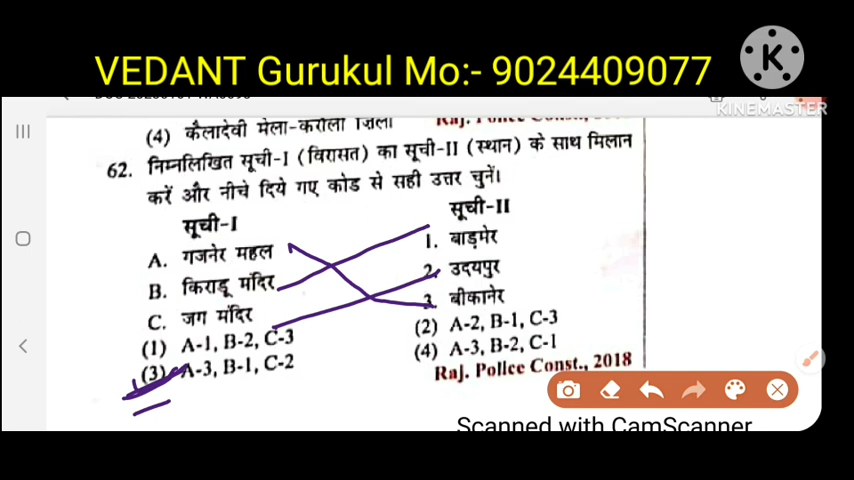 VEDANT Gurukul Mo:- 9024409077
K
KINEMASTER
(4) कैलादेवी मेला-करौली ज़िला
62. निम्नलिखित सूची-I (विरासत) का सूची-II (स्थान) के साथ मिलान
करें और नीचे दिये गए कोड से सही उत्तर चुनें।
सूची-I सूची-II
A. गजनेर महल 1. बाड़मेर
B. किराडू मंदिर 2. उदयपुर
C. जग मंदिर 3. बीकानेर
(1) A-1, B-2, C-3 (2) A-2, B-1, C-3
(3) A-3, B-1, C-2 (4) A-3, B-2, C-1
Raj. Police Const., 2018
Scanned with CamScanner